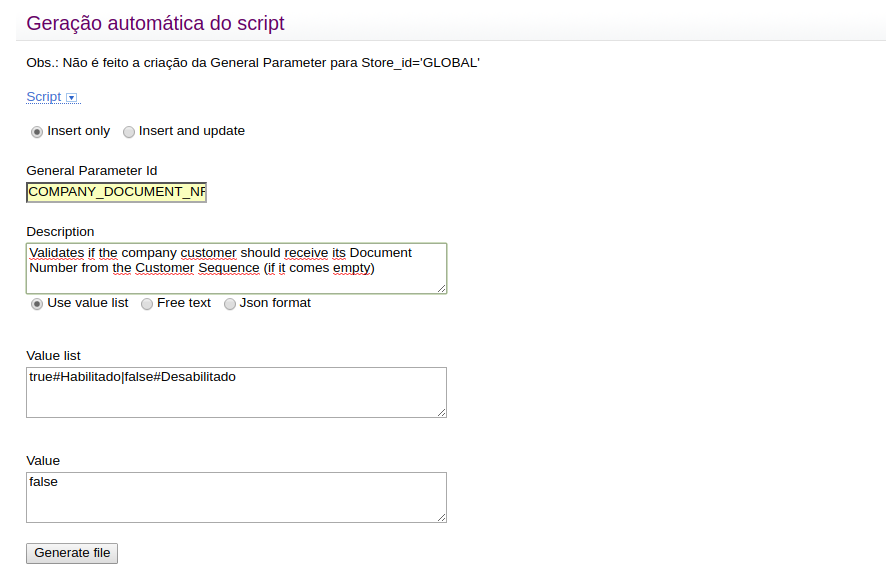 Geração automática do script
Obs.: Não é feito a criação da General Parameter para Store_id='GLOBAL'
Script
Insert only Insert and update
General Parameter Id
COMPANY_DOCUMENT_NR
Description
Validates if the company customer should receive its Document
Number from the Customer Sequence (if it comes empty)
Use value list Free text Json format
Value list
true#Habilitado|false#Desabilitado
Value
false
Generate file